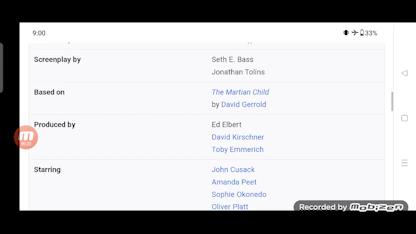 9:00
33%
Screenplay by
Seth E. Bass
Jonathan Tolins
Based on
The Martian Child
by David Gerrold
Produced by
Ed Elbert
David Kirschner
Toby Emmerich
Starring
John Cusack
Amanda Peet
Sophie Okonedo
Oliver Platt
Recorded by Mobizen